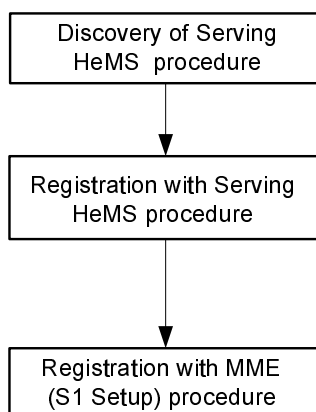 Discovery of Serving
HeMS procedure
Registration with Serving
HeMS procedure
Registration with MME
(S1 Setup) procedure